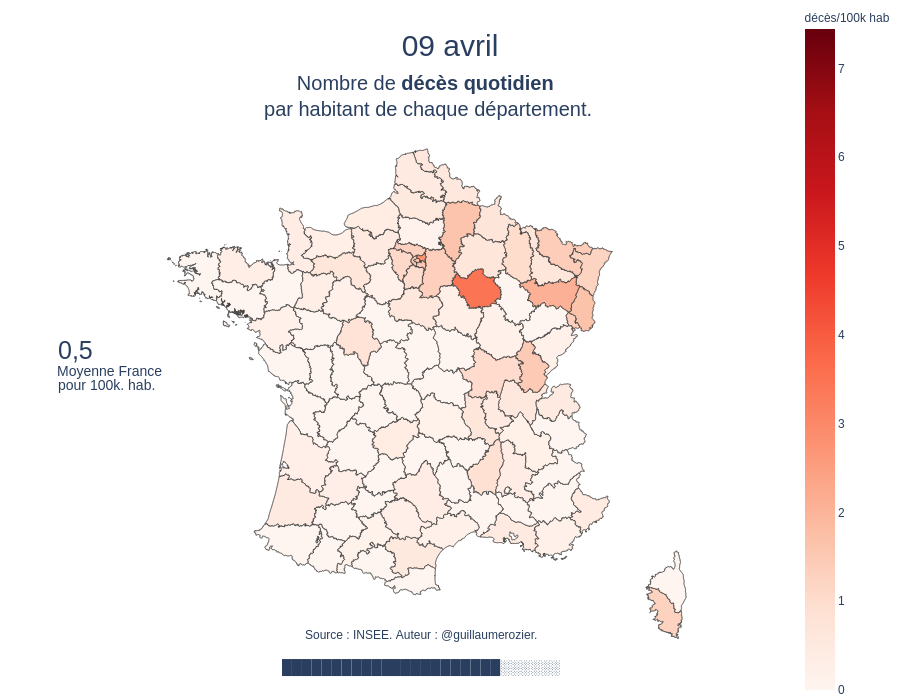 décès/100k hab
09 avril
Nombre de décès quotidien
par habitant de chaque département.
7
6
5
4
3
2
1
0
0,5
Moyenne France
pour 100k. hab.
Source : INSEE. Auteur : @guillaumerozier.